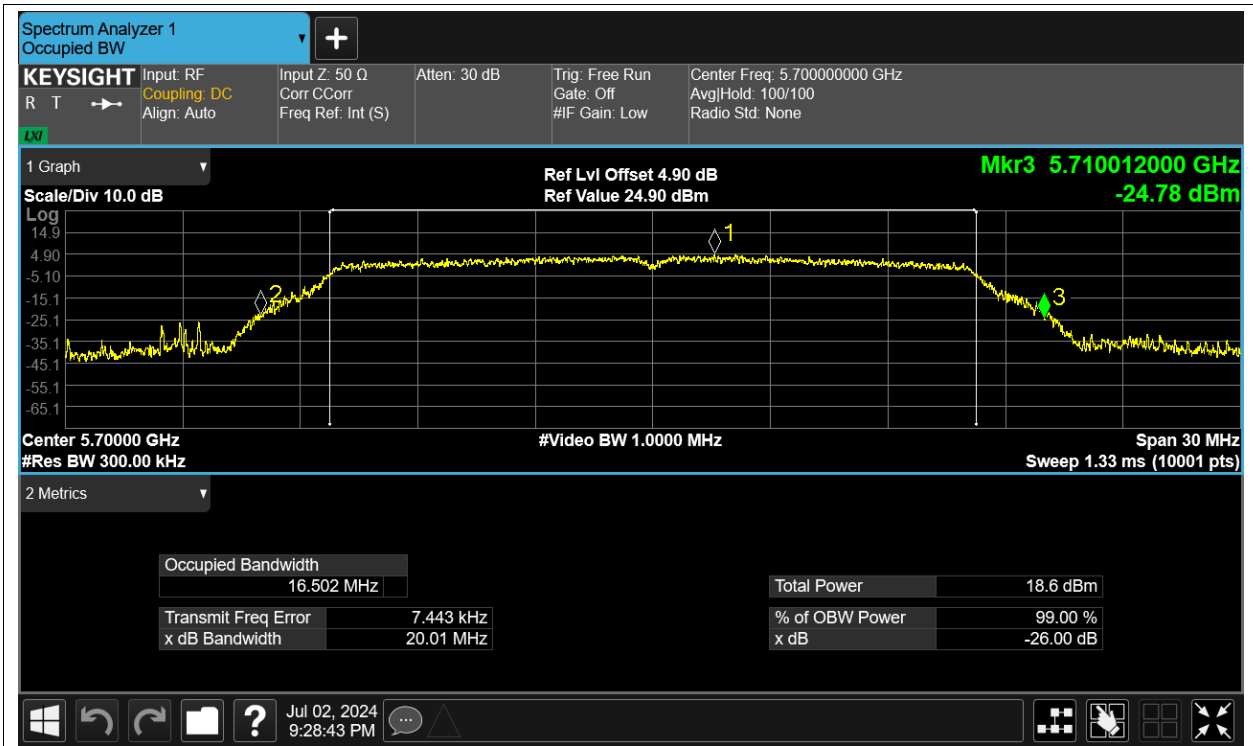 Spectrum Analyzer 1
Occupied BW
KEYSIGHT
R T
LXI
Input: RF
Coupling: DC
Align: Auto
Input Z: 50 Ω
Corr CCorr
Freq Ref: Int (S)
Atten: 30 dB
Trig: Free Run
Gate: Off
#IF Gain: Low
Center Freq: 5.700000000 GHz
Avg|Hold: 100/100
Radio Std: None
1 Graph
Scale/Div 10.0 dB
Ref Lvl Offset 4.90 dB
Ref Value 24.90 dBm
Mkr3 5.710012000 GHz
-24.78 dBm
Log
14.9
4.90
-5.10
-15.1
-25.1
-35.1
-45.1
-55.1
-65.1
1
2
3
Center 5.70000 GHz
#Res BW 300.00 kHz
#Video BW 1.0000 MHz
Span 30 MHz
Sweep 1.33 ms (10001 pts)
2 Metrics
Occupied Bandwidth
16.502 MHz
Transmit Freq Error 7.443 kHz
x dB Bandwidth 20.01 MHz
Total Power 18.6 dBm
% of OBW Power 99.00 %
x dB -26.00 dB
?
Jul 02, 2024
9:28:43 PM